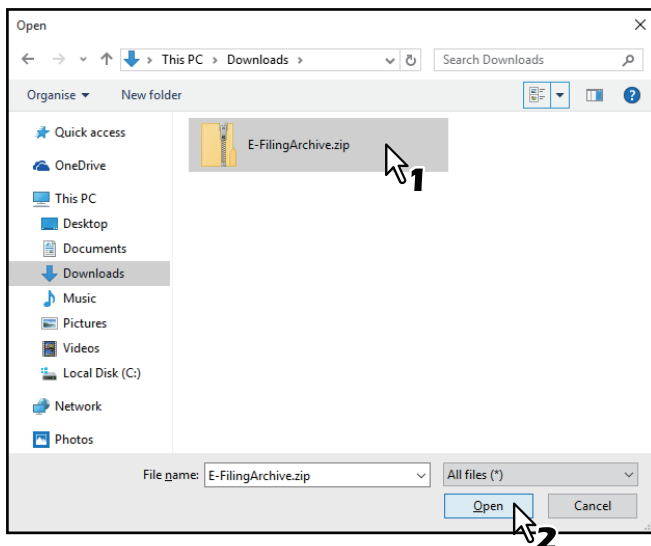 Open
This PC > Downloads >
Search Downloads
Organise
New folder
Quick access
E-FilingArchive.zip
1
OneDrive
This PC
Desktop
Documents
Downloads
Music
Pictures
Videos
Local Disk (C:)
Network
Photos
File name: E-FilingArchive.zip
All files (*)
Open
Cancel
2